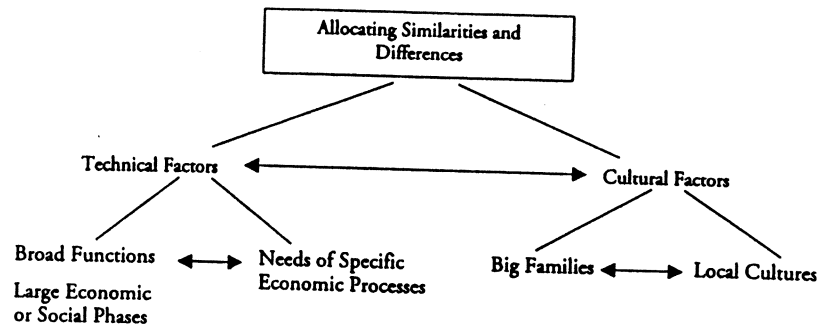 Allocating Similarities and
Differences
Technical Factors
Cultural Factors
Broad Functions
Needs of Specific
Economic Processes
Big Families
Local Cultures
Large Economic
or Social Phases